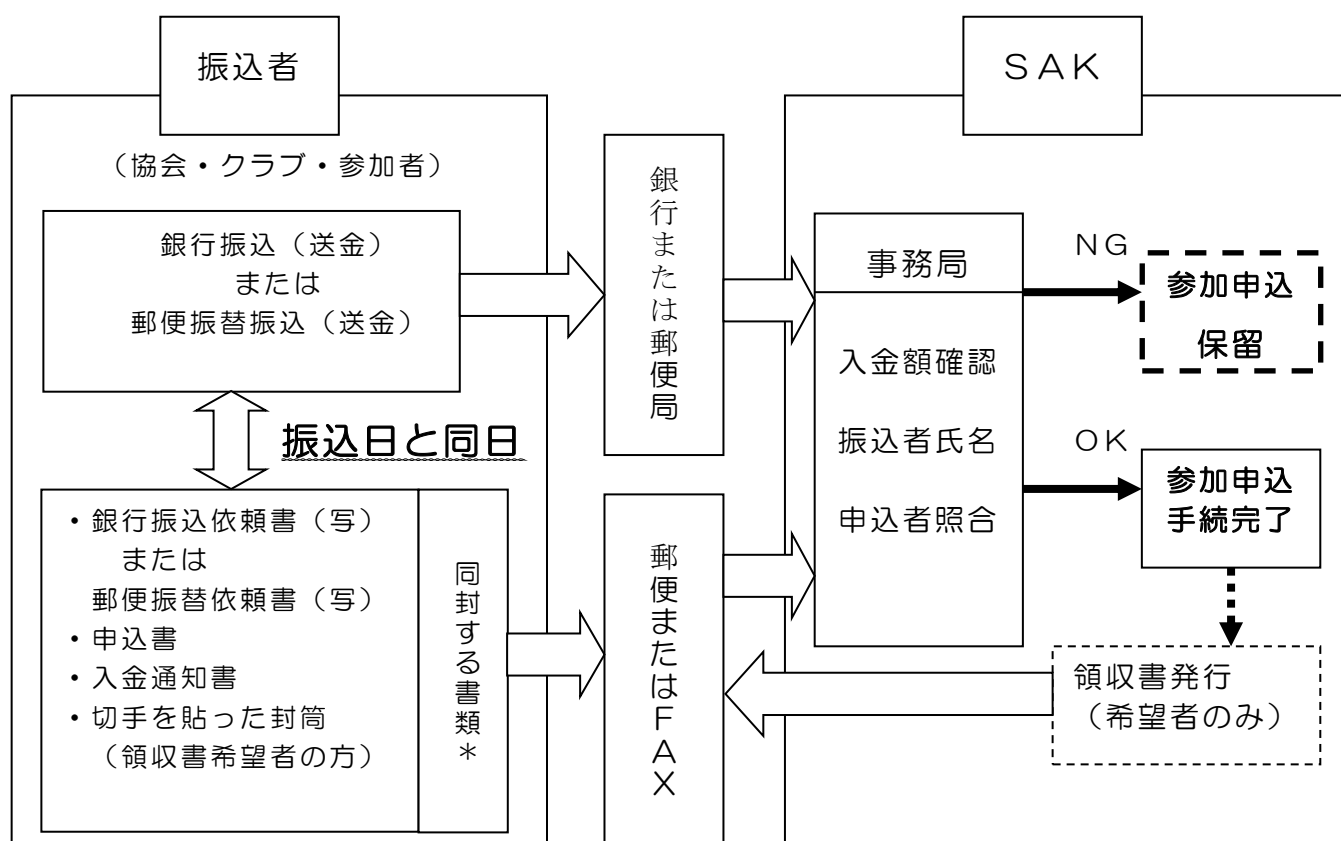 振込者
（協会・クラブ・参加者）
銀行振込（送金）
または
郵便振替振込（送金）
振込日と同日
・銀行振込依頼書（写）
または
郵便振替依頼書（写）
・申込書
・入金通知書
・切手を貼った封筒
（領収書希望者の方）
同封する書類＊
銀行または郵便局
郵便またはＦＡＸ
ＳＡＫ
事務局
入金額確認
振込者氏名
申込者照合
ＮＧ
参加申込
保留
ＯＫ
参加申込
手続完了
領収書発行
（希望者のみ）